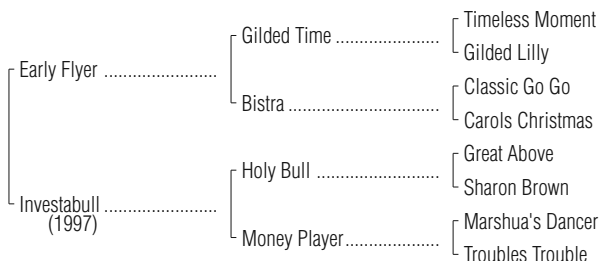 Timeless Moment
Gilded Time ........................
Gilded Lilly
Early Flyer ..........................
Classic Go Go
Bistra ...................................
Carols Christmas
Great Above
Holy Bull ............................
Sharon Brown
Investabull ..........................
(1997)
Marshua's Dancer
Money Player......................
Troubles Trouble